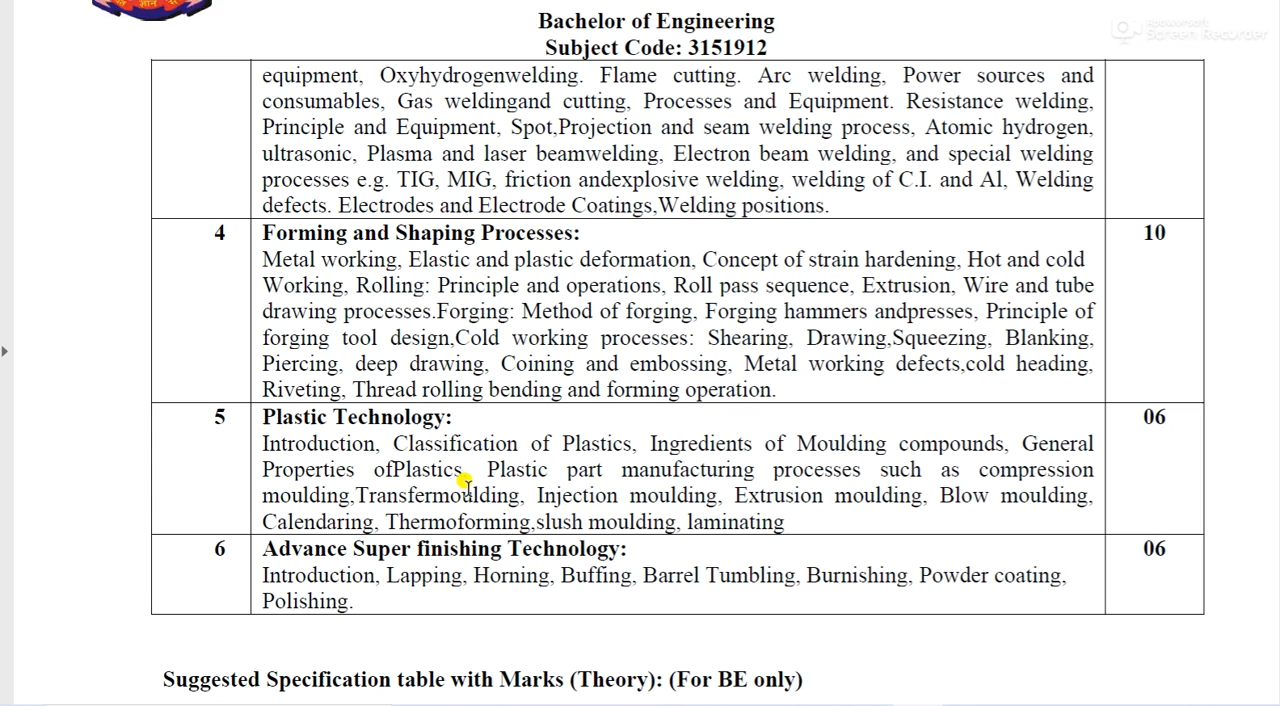 Bachelor of Engineering
Subject Code: 3151912
Apowersoft
Screen Recorder
equipment, Oxyhydrogenwelding. Flame cutting. Arc welding, Power sources and
consumables, Gas weldingand cutting, Processes and Equipment. Resistance welding,
Principle and Equipment, Spot,Projection and seam welding process, Atomic hydrogen,
ultrasonic, Plasma and laser beamwelding, Electron beam welding, and special welding
processes e.g. TIG, MIG, friction andexplosive welding, welding of C.I. and Al, Welding
defects. Electrodes and Electrode Coatings,Welding positions.
4 Forming and Shaping Processes: 10
Metal working, Elastic and plastic deformation, Concept of strain hardening, Hot and cold
Working, Rolling: Principle and operations, Roll pass sequence, Extrusion, Wire and tube
drawing processes.Forging: Method of forging, Forging hammers andpresses, Principle of
forging tool design,Cold working processes: Shearing, Drawing,Squeezing, Blanking,
Piercing, deep drawing, Coining and embossing, Metal working defects,cold heading,
Riveting, Thread rolling bending and forming operation.
5 Plastic Technology: 06
Introduction, Classification of Plastics, Ingredients of Moulding compounds, General
Properties ofPlastics, Plastic part manufacturing processes such as compression
moulding,Transfermoulding, Injection moulding, Extrusion moulding, Blow moulding,
Calendaring, Thermoforming,slush moulding, laminating
6 Advance Super finishing Technology: 06
Introduction, Lapping, Horning, Buffing, Barrel Tumbling, Burnishing, Powder coating,
Polishing.
Suggested Specification table with Marks (Theory): (For BE only)